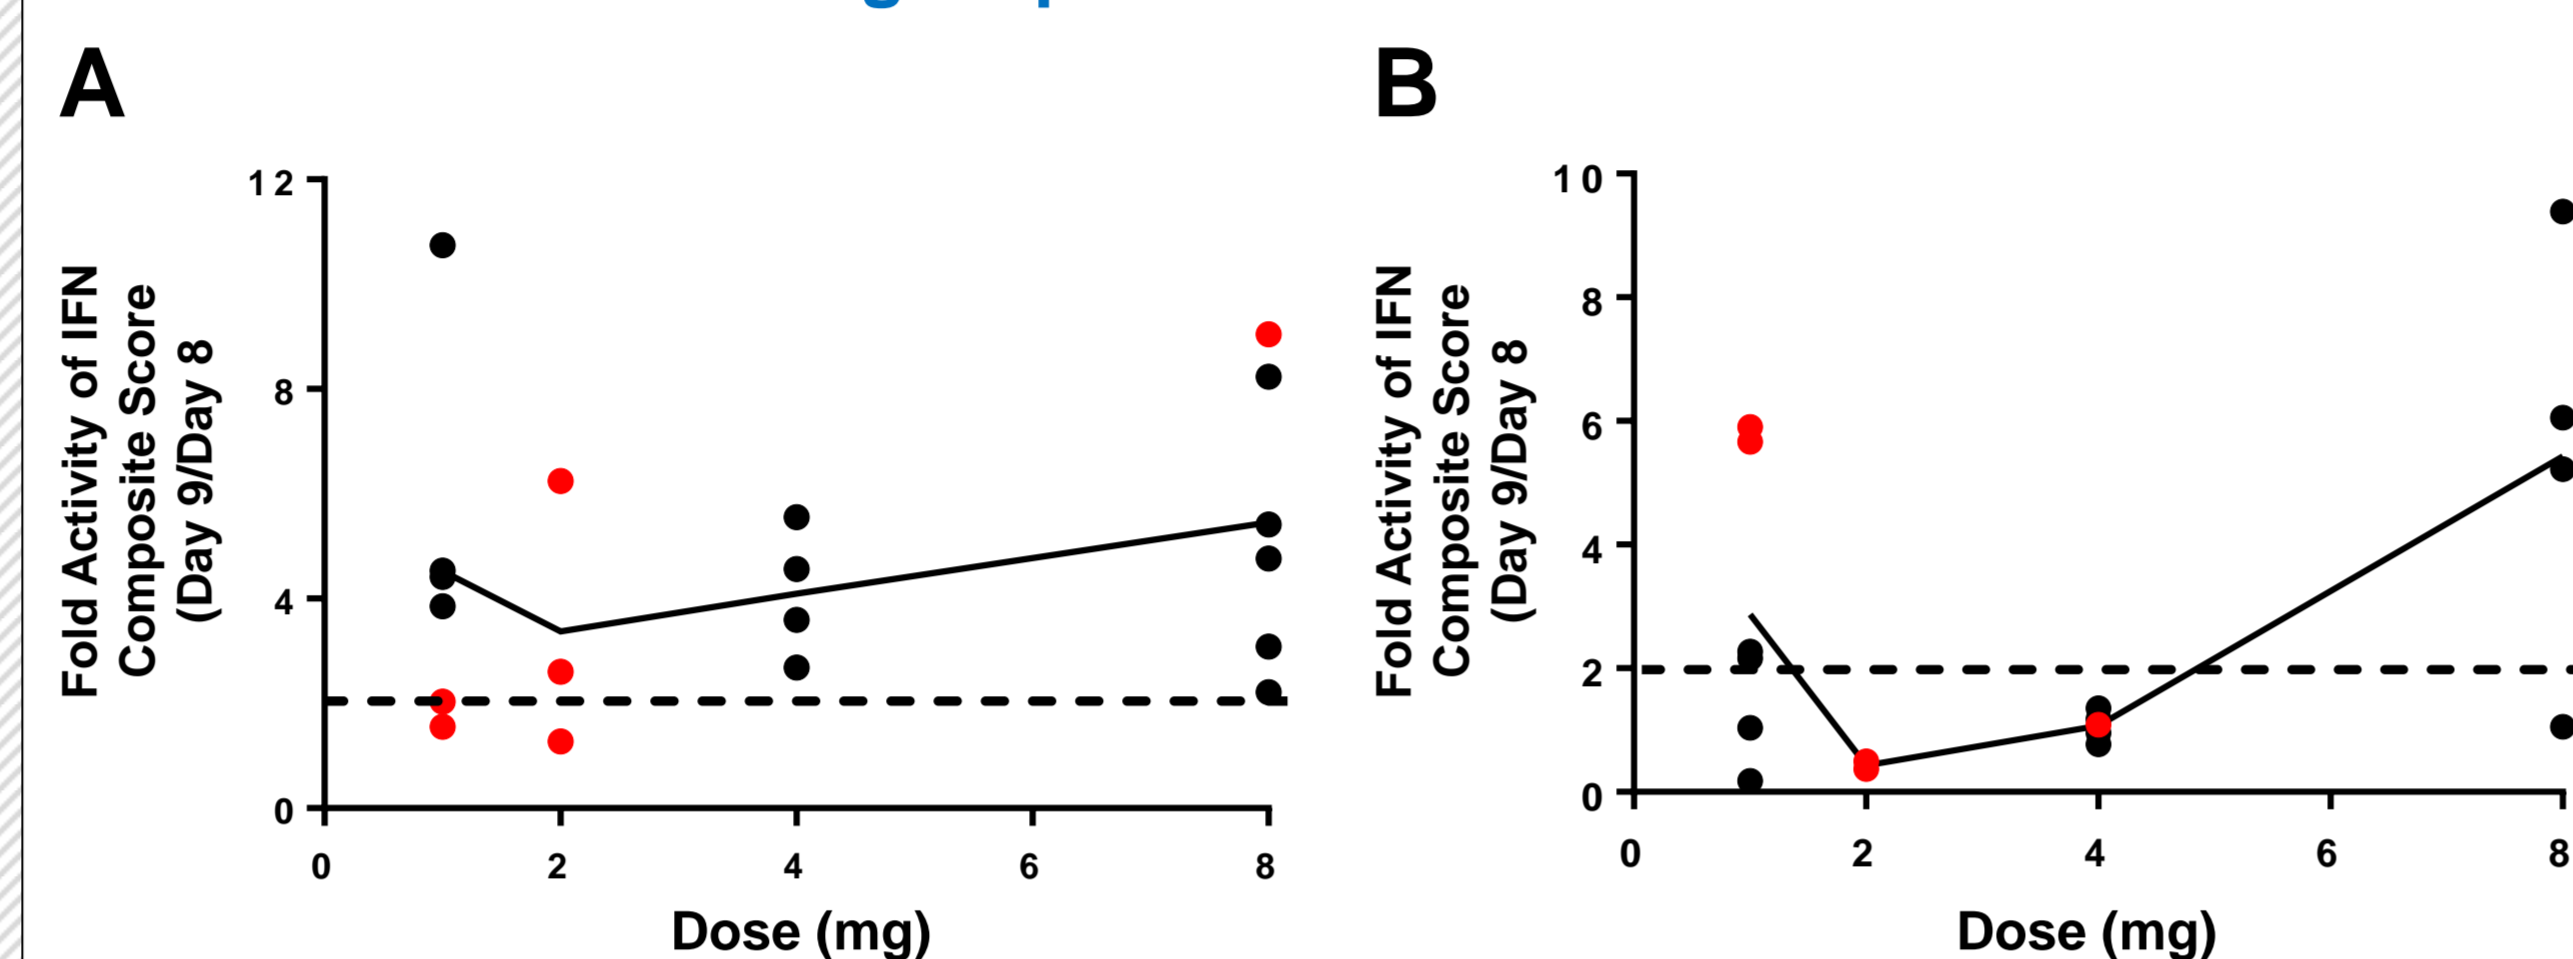 A
B
Fold Activity of IFN
Composite Score
(Day 9/Day 8
12
8
4
0
0 2 4 6 8
Dose (mg)
Fold Activity of IFN
Composite Score
(Day 9/Day 8
10
8
6
4
2
0
0 2 4 6 8
Dose (mg)